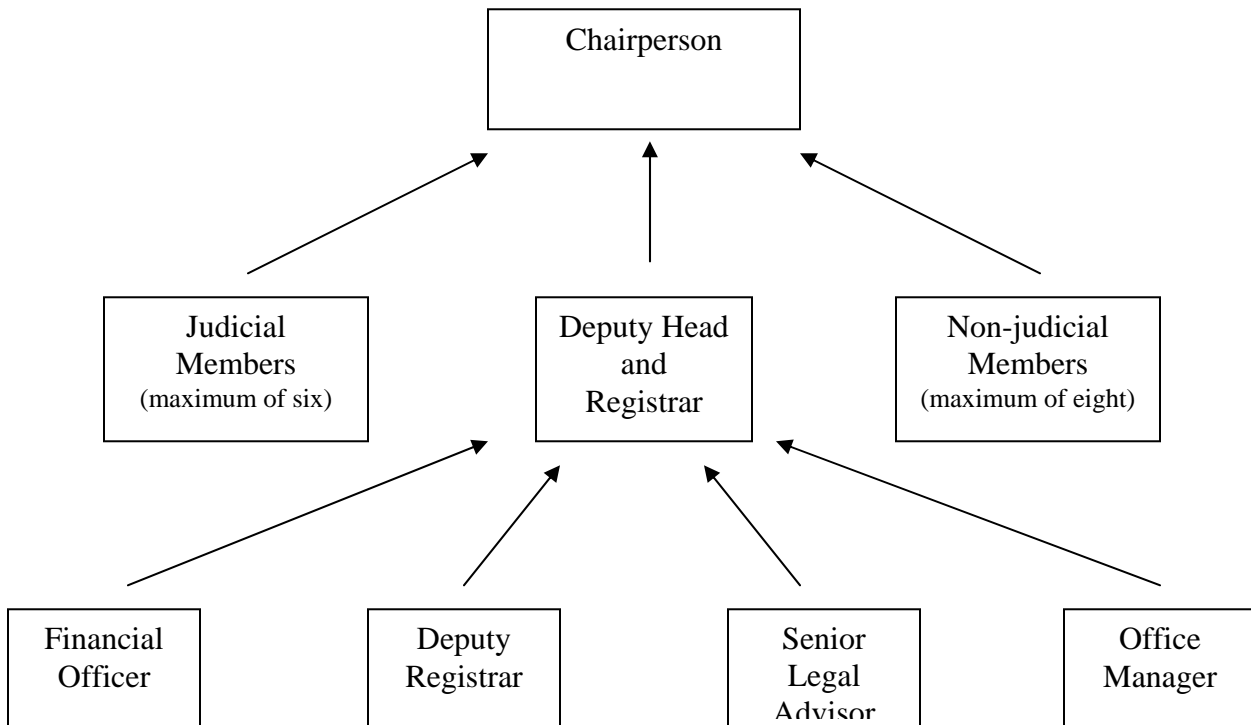 Chairperson
Judicial
Members
(maximum of six)
Deputy Head
and
Registrar
Non-judicial
Members
(maximum of eight)
Financial
Officer
Deputy
Registrar
Senior
Legal
Advisor
Office
Manager